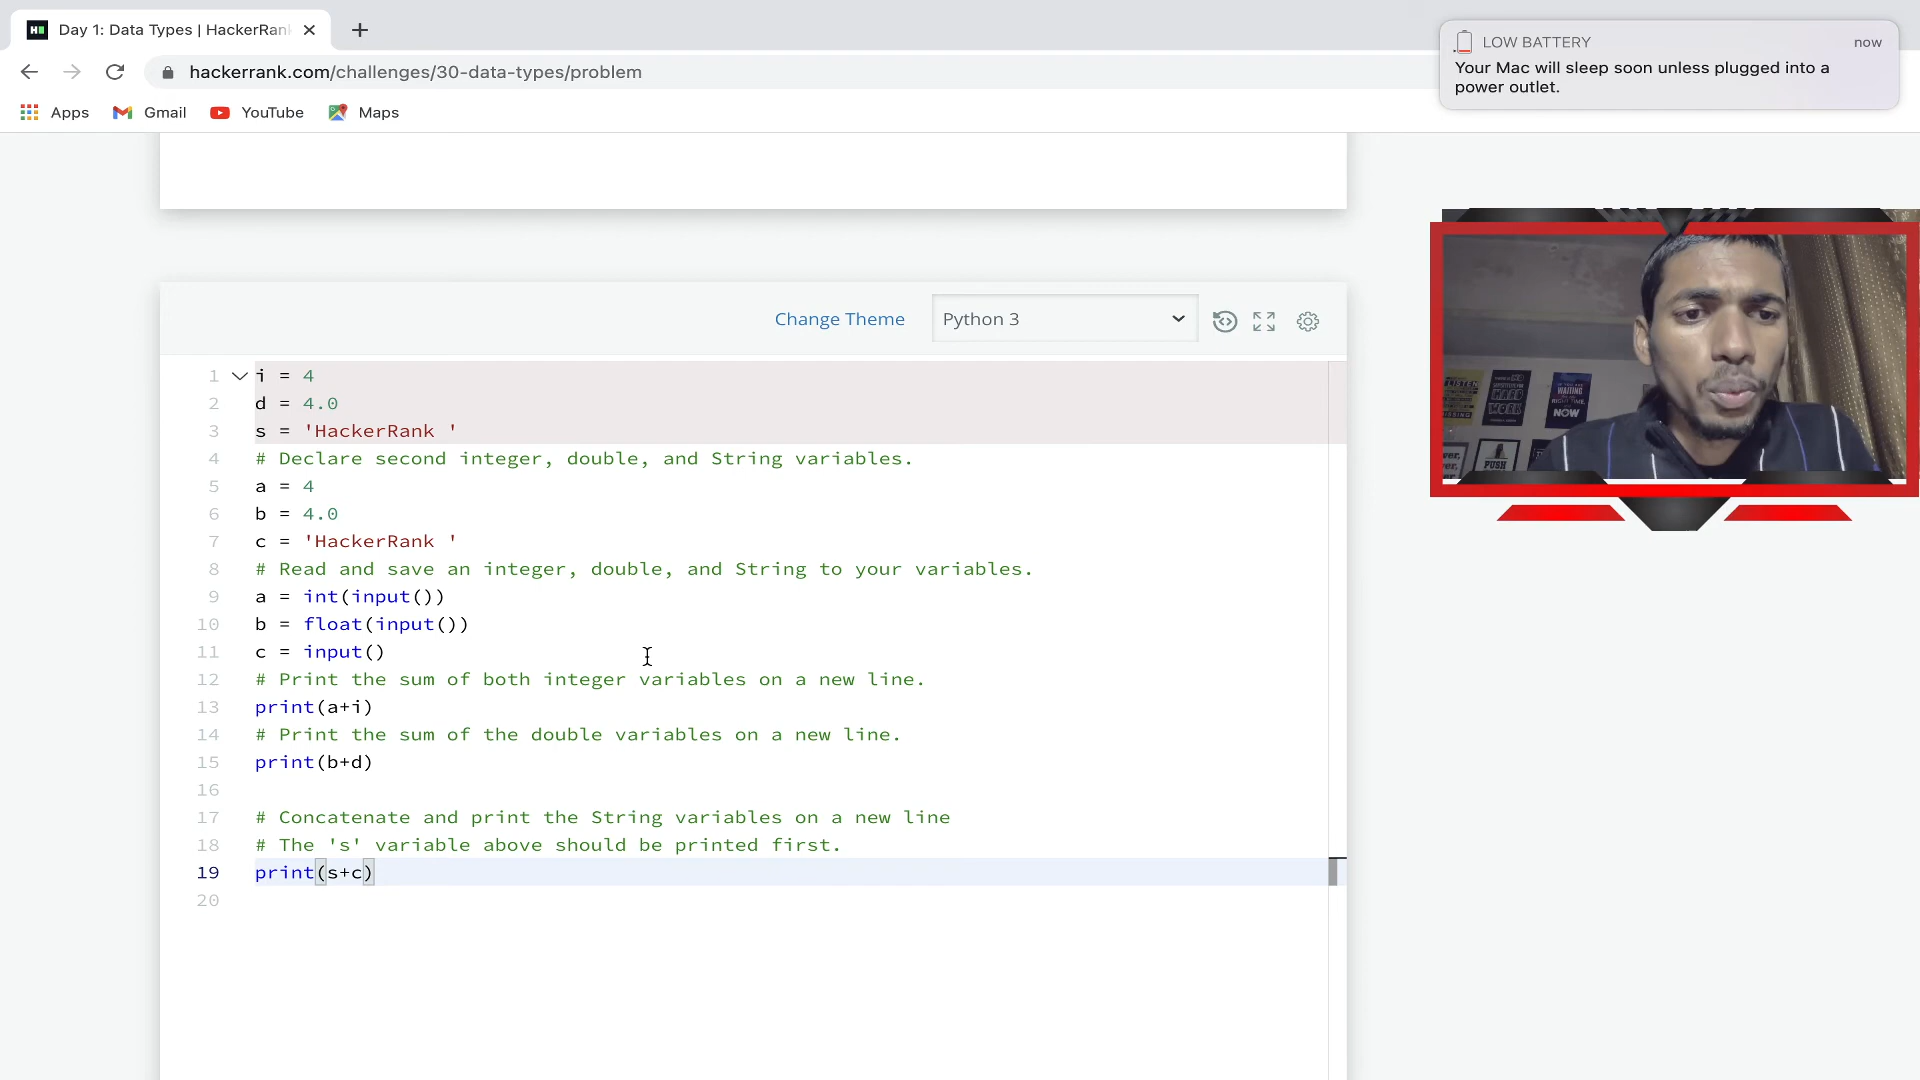 Day 1: Data Types | HackerRan
LOW BATTERY
now
Your Mac will sleep soon unless plugged into a
power outlet.
hackerrank.com/challenges/30-data-types/problem
Apps
Gmail
YouTube
Maps
Change Theme
Python 3
1 i = 4
2 d = 4.0
3 s = 'HackerRank '
4 # Declare second integer, double, and String variables.
5 a = 4
6 b = 4.0
7 c = 'HackerRank '
8 # Read and save an integer, double, and String to your variables.
9 a = int(input())
10 b = float(input())
11 c = input()
12 # Print the sum of both integer variables on a new line.
13 print(a+i)
14 # Print the sum of the double variables on a new line.
15 print(b+d)
16
17 # Concatenate and print the String variables on a new line
18 # The 's' variable above should be printed first.
19 print(s+c)
20
LISTEN
HARD
WORK
WAITING
NOW
PUSH